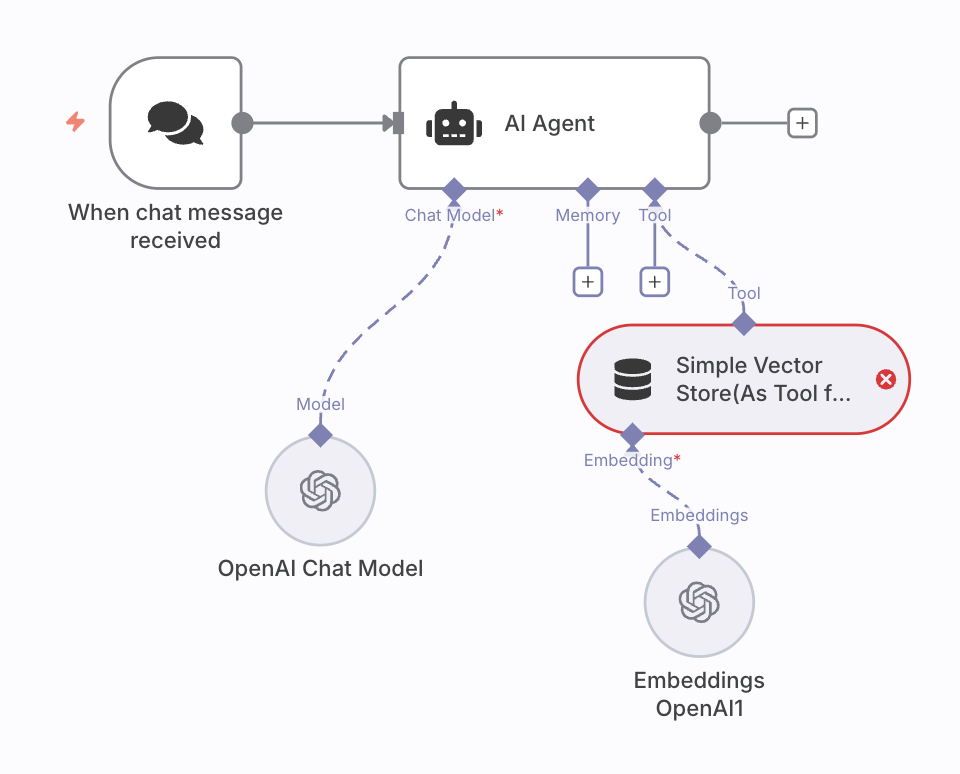 AI Agent
When chat message
received
Chat Model*
Memory
Tool
Tool
Simple Vector
Store(As Tool f...
Model
Embedding*
Embeddings
OpenAI Chat Model
Embeddings
OpenAI1